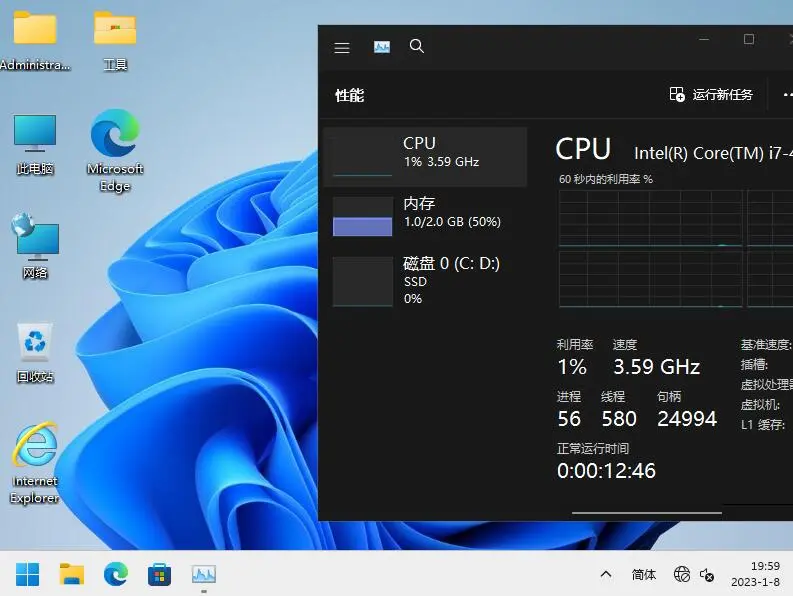 Administra...
工具
此电脑
Microsoft
Edge
网络
回收站
Internet
Explorer
性能
运行新任务
CPU
1% 3.59 GHz
内存
1.0/2.0 GB (50%)
磁盘 0 (C: D:)
SSD
0%
CPU
Intel(R) Core(TM) i7-4
60 秒内的利用率 %
利用率
速度
基准速度:
1%
3.59 GHz
插槽:
虚拟处理器
进程
线程
句柄
虚拟机:
56
580
24994
L1 缓存:
正常运行时间
0:00:12:46
简体
19:59
2023-1-8